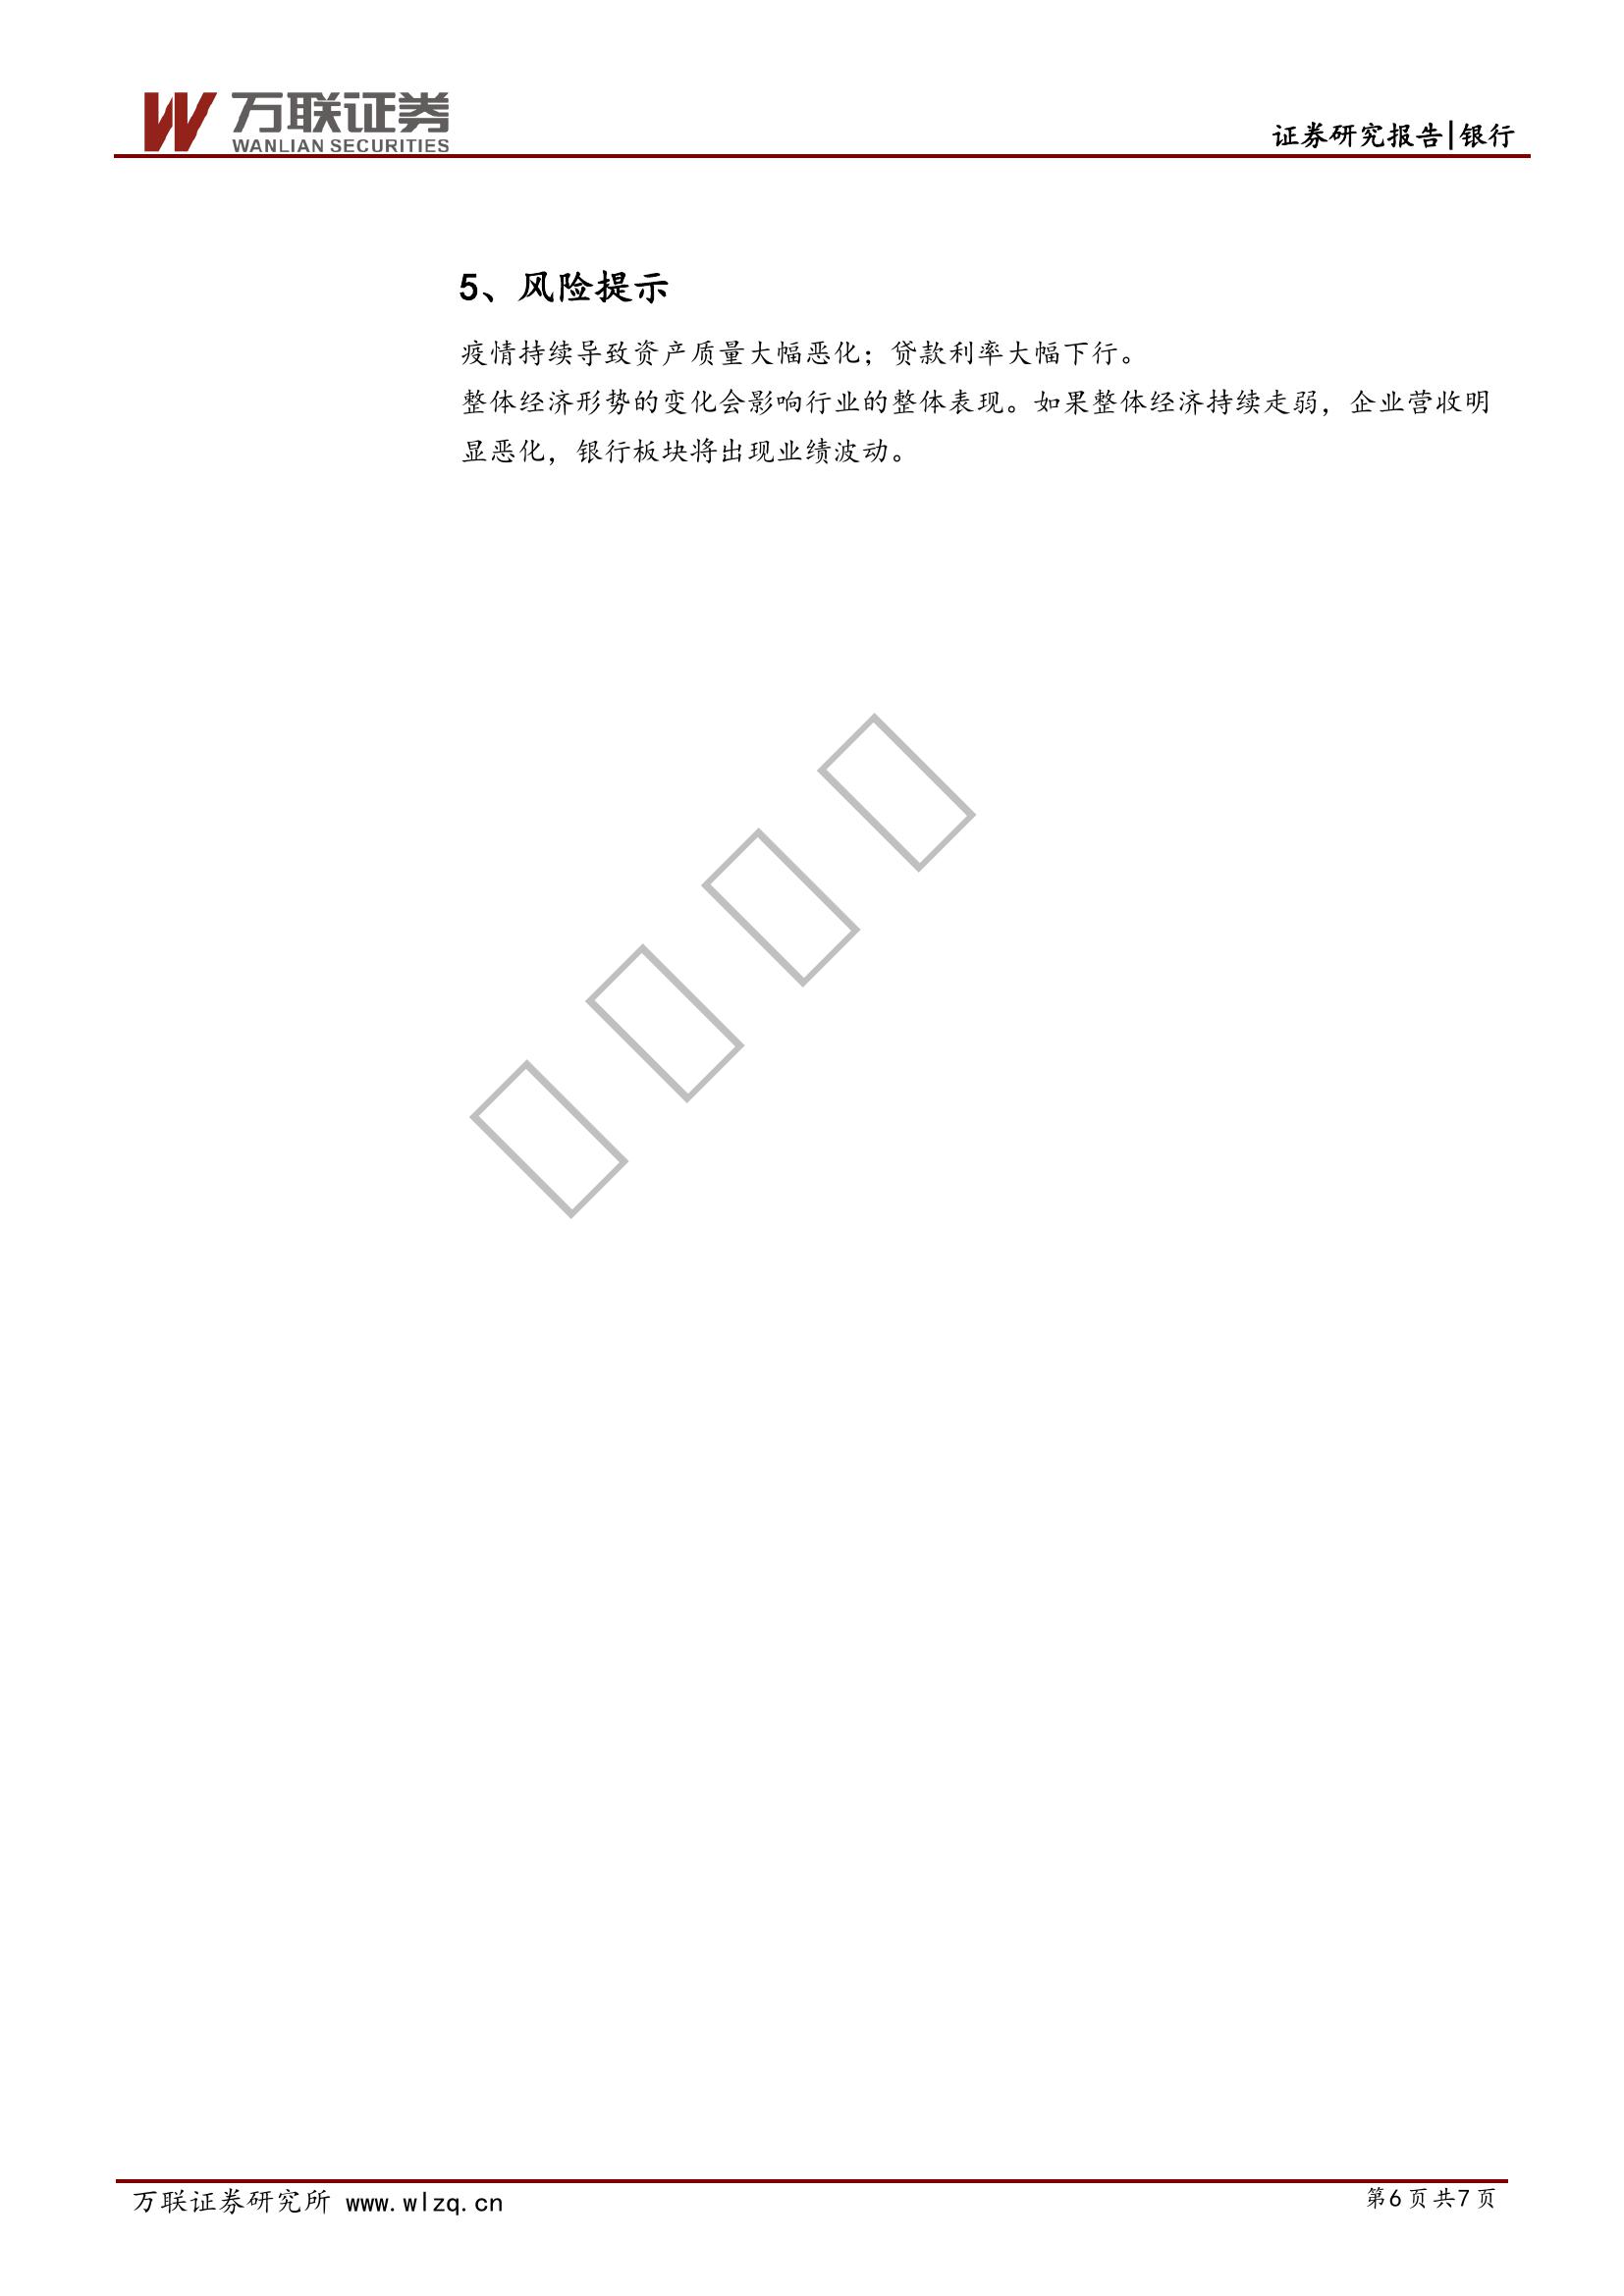 万联证券
WANLIAN SECURITIES
证券研究报告|银行
5、风险提示
疫情持续导致资产质量大幅恶化；贷款利率大幅下行。
整体经济形势的变化会影响行业的整体表现。如果整体经济持续走弱，企业营收明
显恶化，银行板块将出现业绩波动。
万联证券研究所 www.wlzq.cn
第6页共7页